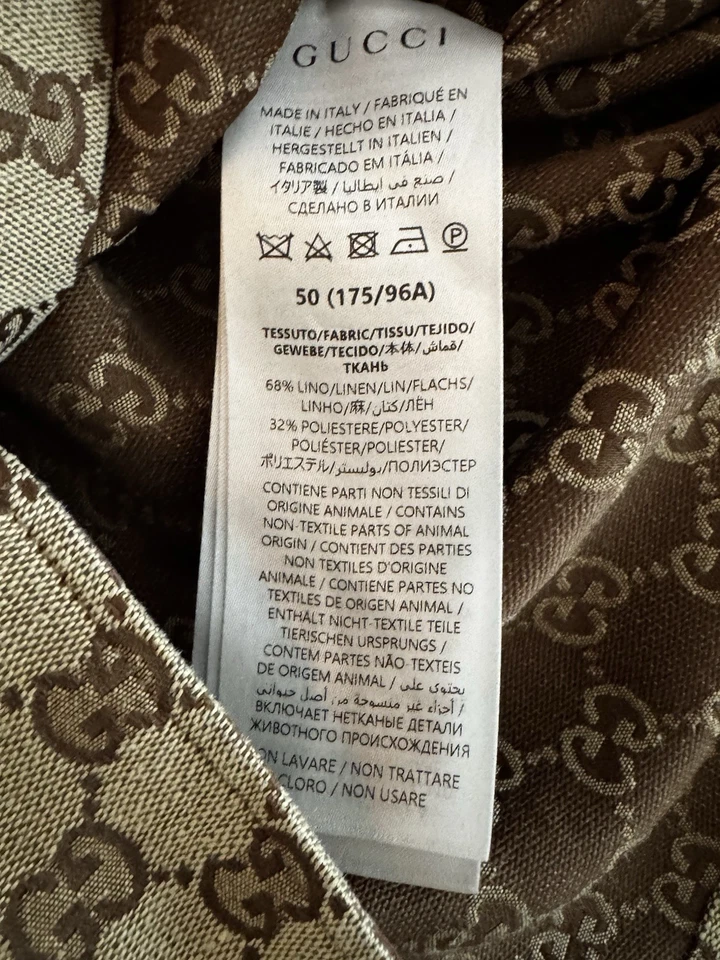 GUCCI
MADE IN ITALY / FABRIQUÉ EN
ITALIE / HECHO EN ITALIA /
HERGESTELLT IN ITALIEN /
FABRICADO EM ITÁLIA /
イタリア製 / صنع في ايطاليا /
СДЕЛАНО В ИТАЛИИ
P
50 (175/96A)
TESSUTO/FABRIC/TISSU/TEJIDO/
GEWEBE/TECIDO/本体/قماش/
ТКАНЬ
68% LINO/LINEN/LIN/FLACHS/
LINHO/麻/كتان/ЛЁН
32% POLIESTERE/POLYESTER/
POLIÉSTER/POLIESTER/
ポリエステル/بوليستر/ПОЛИЭСТЕР
CONTIENE PARTI NON TESSILI DI
ORIGINE ANIMALE / CONTAINS
NON-TEXTILE PARTS OF ANIMAL
ORIGIN / CONTIENT DES PARTIES
NON TEXTILES D'ORIGINE
ANIMALE / CONTIENE PARTES NO
TEXTILES DE ORIGEN ANIMAL /
ENTHÄLT NICHT-TEXTILE TEILE
TIERISCHEN URSPRUNGS /
CONTÉM PARTES NÃO-TEXTEIS
DE ORIGEM ANIMAL / يحتوي على
أجزاء غير منسوجة من أصل حيواني /
ВКЛЮЧАЕТ НЕТКАНЫЕ ДЕТАЛИ
ЖИВОТНОГО ПРОИСХОЖДЕНИЯ
ON LAVARE / NON TRATTARE
CLORO / NON USARE